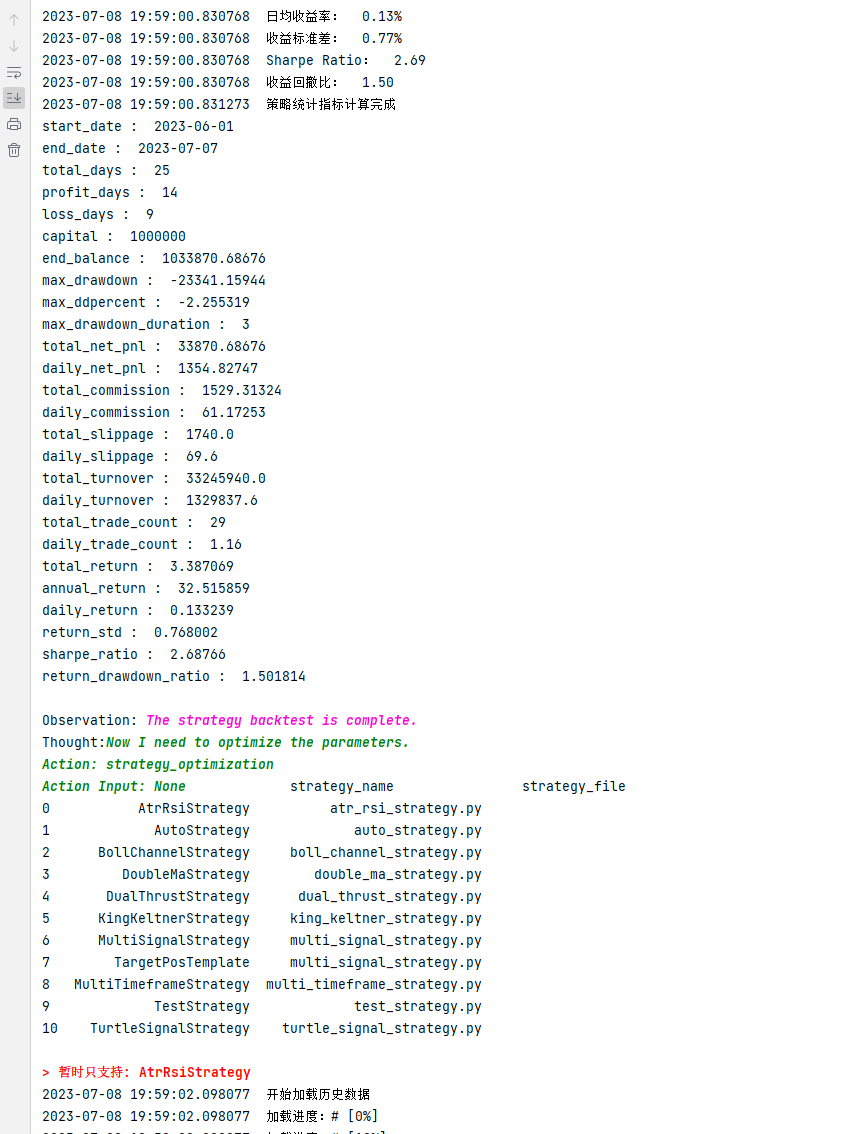 2023-07-08 19:59:00.830768  日均收益率：  0.13%
2023-07-08 19:59:00.830768  收益标准差：  0.77%
2023-07-08 19:59:00.830768  Sharpe Ratio：  2.69
2023-07-08 19:59:00.830768  收益回撤比：  1.50
2023-07-08 19:59:00.831273  策略统计指标计算完成
start_date :  2023-06-01
end_date :  2023-07-07
total_days :  25
profit_days :  14
loss_days :  9
capital :  1000000
end_balance :  1033870.68676
max_drawdown :  -23341.15944
max_ddpercent :  -2.255319
max_drawdown_duration :  3
total_net_pnl :  33870.68676
daily_net_pnl :  1354.82747
total_commission :  1529.31324
daily_commission :  61.17253
total_slippage :  1740.0
daily_slippage :  69.6
total_turnover :  33245940.0
daily_turnover :  1329837.6
total_trade_count :  29
daily_trade_count :  1.16
total_return :  3.387069
annual_return :  32.515859
daily_return :  0.133239
return_std :  0.768002
sharpe_ratio :  2.68766
return_drawdown_ratio :  1.501814
Observation: The strategy backtest is complete.
Thought:Now I need to optimize the parameters.
Action: strategy_optimization
Action Input: None             strategy_name                strategy_file
0           AtrRsiStrategy          atr_rsi_strategy.py
1             AutoStrategy             auto_strategy.py
2      BollChannelStrategy     boll_channel_strategy.py
3         DoubleMaStrategy        double_ma_strategy.py
4       DualThrustStrategy      dual_thrust_strategy.py
5      KingKeltnerStrategy     king_keltner_strategy.py
6      MultiSignalStrategy     multi_signal_strategy.py
7        TargetPosTemplate     multi_signal_strategy.py
8   MultiTimeframeStrategy  multi_timeframe_strategy.py
9             TestStrategy             test_strategy.py
10    TurtleSignalStrategy    turtle_signal_strategy.py
> 暂时只支持: AtrRsiStrategy
2023-07-08 19:59:02.098077  开始加载历史数据
2023-07-08 19:59:02.098077  加载进度：# [0%]